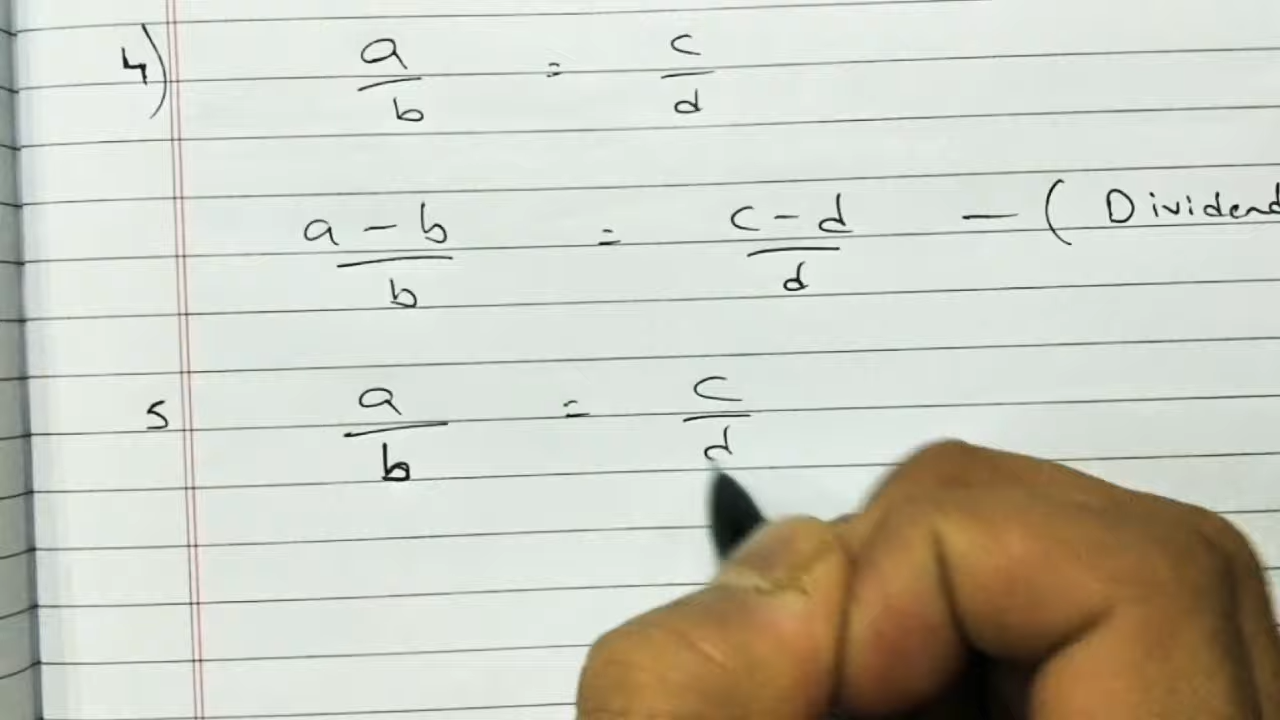 4) a/b = c/d
a - b/b = c - d/d — ( Dividend
5 a/b = c/d